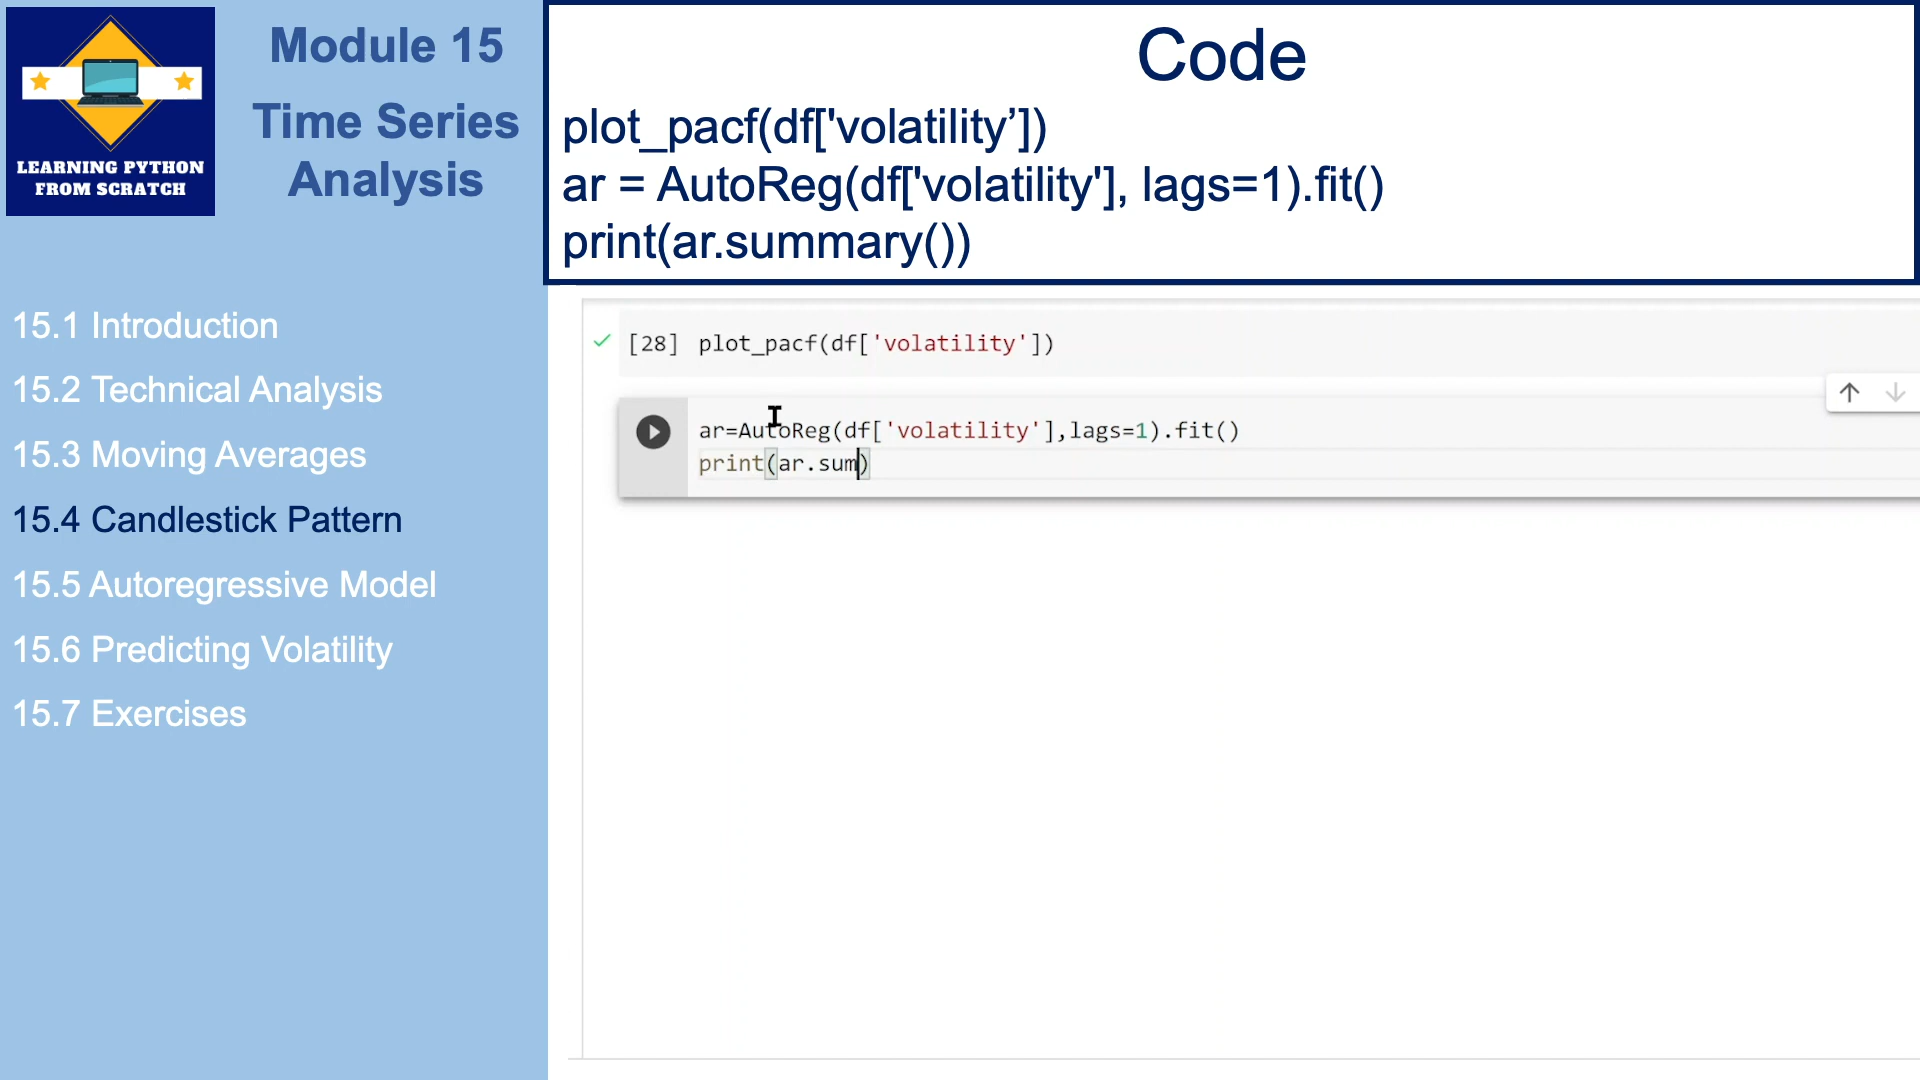 LEARNING PYTHON
FROM SCRATCH
Module 15
Time Series
Analysis
15.1 Introduction
15.2 Technical Analysis
15.3 Moving Averages
15.4 Candlestick Pattern
15.5 Autoregressive Model
15.6 Predicting Volatility
15.7 Exercises
Code
plot_pacf(df['volatility’])
ar = AutoReg(df['volatility'], lags=1).fit()
print(ar.summary())
[28] plot_pacf(df['volatility'])
ar=AutoReg(df['volatility'],lags=1).fit()
print(ar.sum)